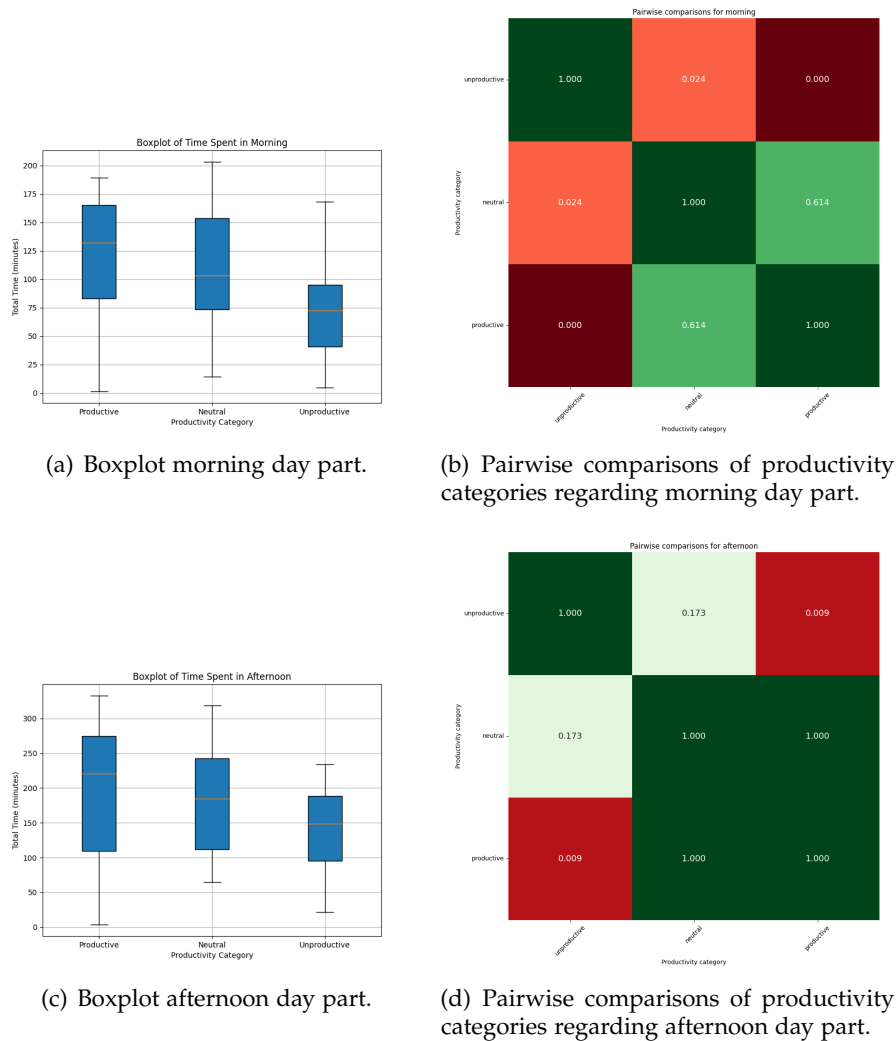 Boxplot of Time Spent in Morning
Total Time (minutes)
200
175
150
125
100
75
50
25
0
Productive
Neutral
Unproductive
Productivity Category
(a) Boxplot morning day part.
Pairwise comparisons for morning
Productivity category
unproductive
1.000
0.024
0.000
neutral
0.024
1.000
0.614
productive
0.000
0.614
1.000
unproductive
neutral
productive
Productivity category
(b) Pairwise comparisons of productivity
categories regarding morning day part.
Boxplot of Time Spent in Afternoon
Total Time (minutes)
300
250
200
150
100
50
0
Productive
Neutral
Unproductive
Productivity Category
(c) Boxplot afternoon day part.
Pairwise comparisons for afternoon
Productivity category
unproductive
1.000
0.173
0.009
neutral
0.173
1.000
1.000
productive
0.009
1.000
1.000
unproductive
neutral
productive
Productivity category
(d) Pairwise comparisons of productivity
categories regarding afternoon day part.